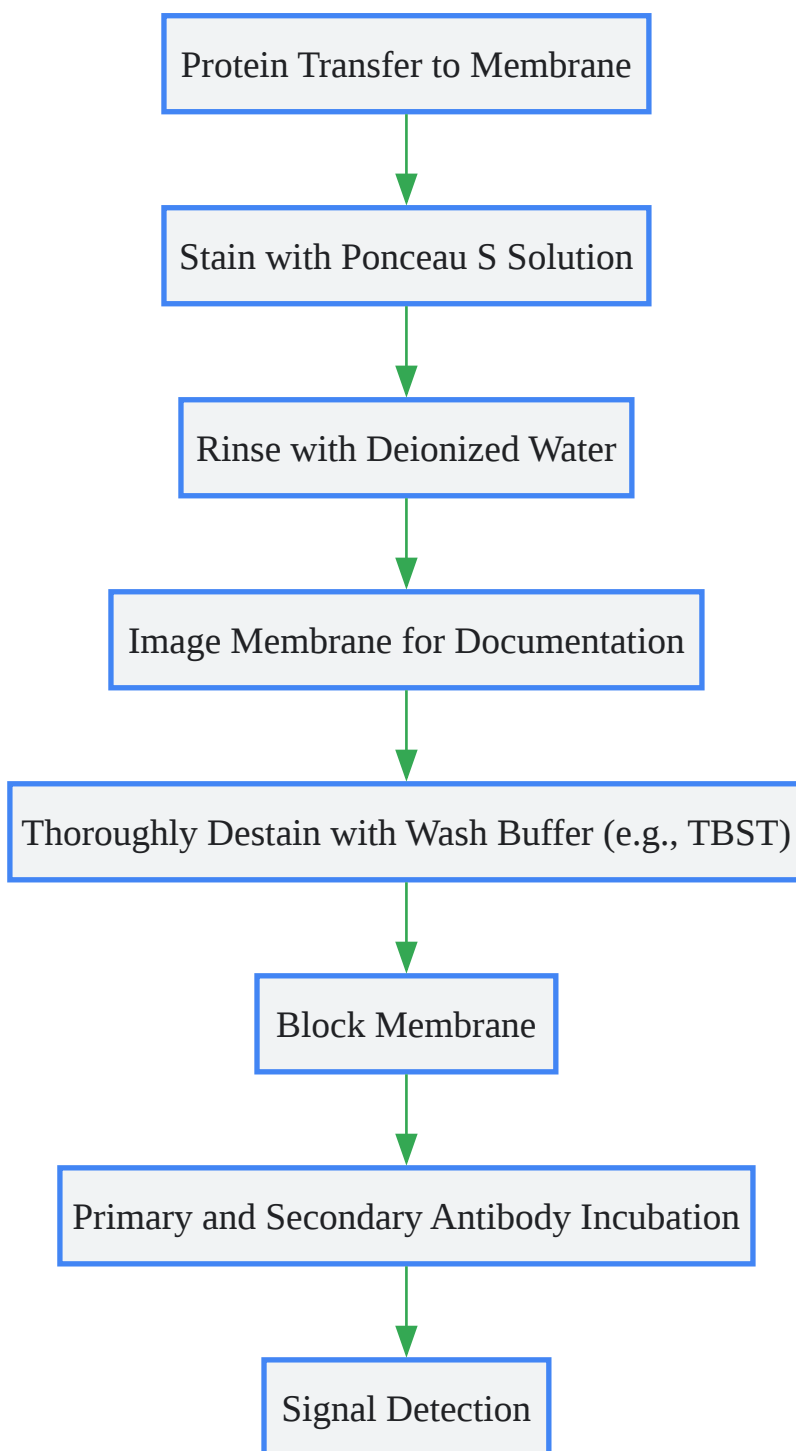 Protein Transfer to Membrane
Stain with Ponceau S Solution
Rinse with Deionized Water
Image Membrane for Documentation
Thoroughly Destain with Wash Buffer (e.g., TBST)
Block Membrane
Primary and Secondary Antibody Incubation
Signal Detection